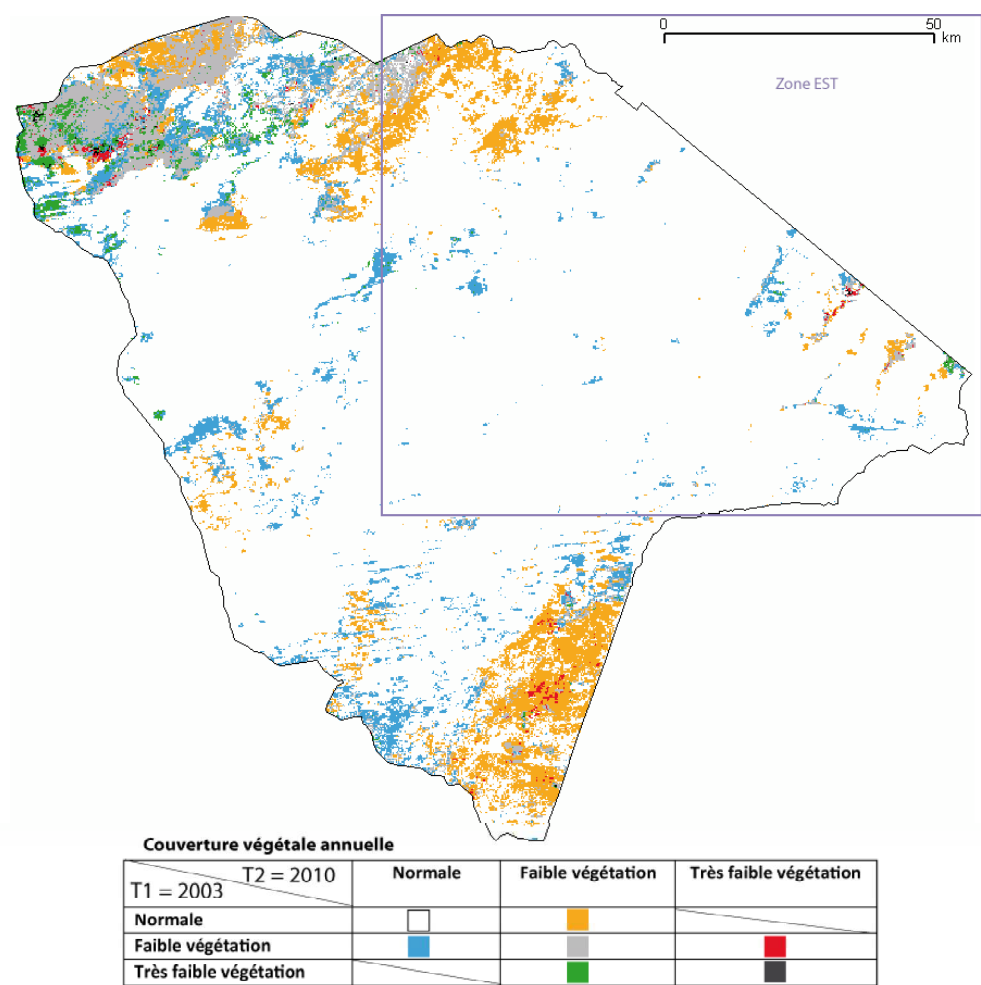 0 50
km
Zone EST
Couverture végétale annuelle
T2 = 2010
T1 = 2003
Normale Faible végétation Très faible végétation
Normale
Faible végétation
Très faible végétation